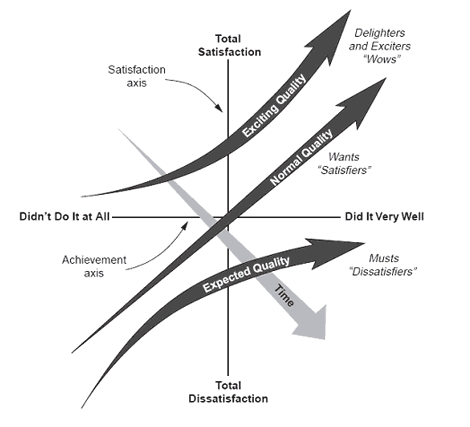 Total
Satisfaction
Delighters
and Exciters
“Wows”
Satisfaction
axis
Exciting Quality
Normal Quality
Wants
“Satisfiers”
Didn’t Do It at All
Did It Very Well
Achievement
axis
Expected Quality
Musts
“Dissatisfiers”
Time
Total
Dissatisfaction